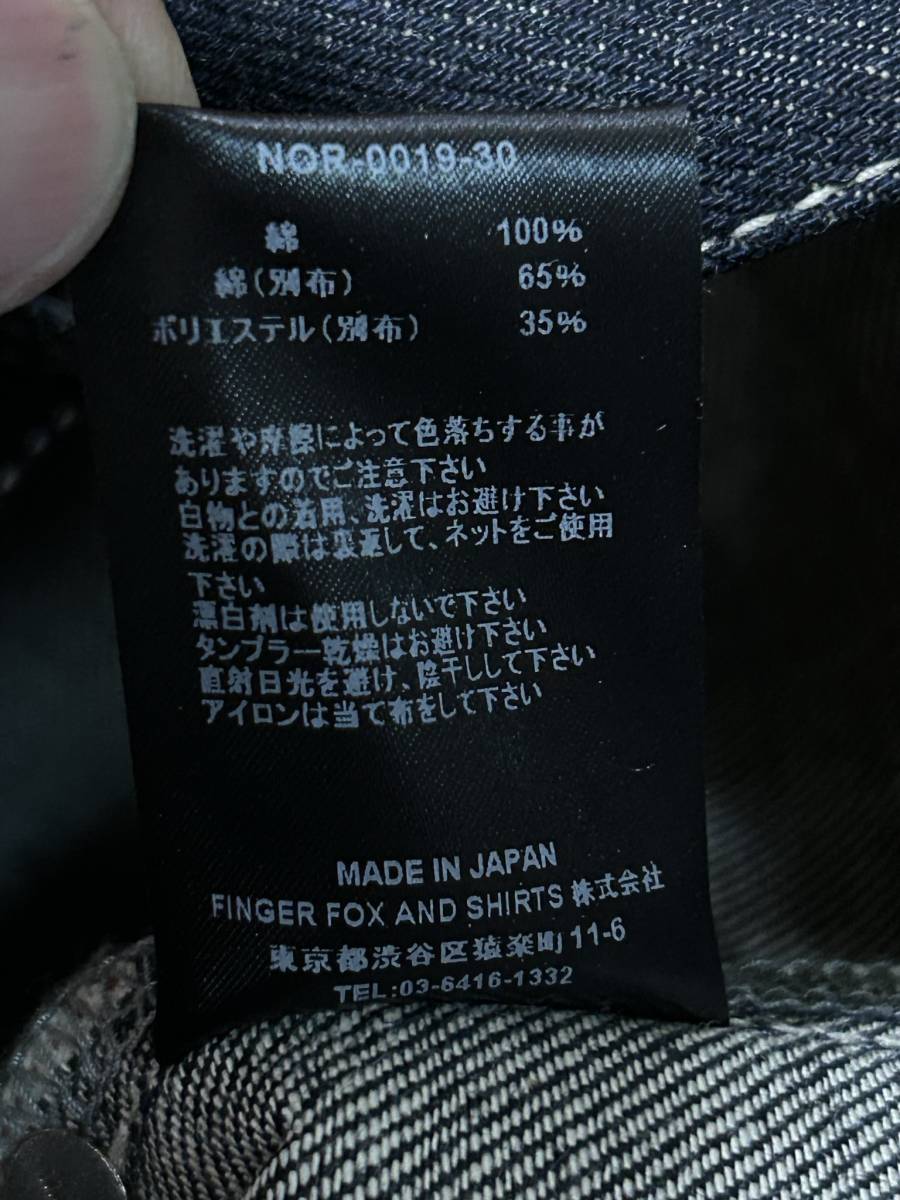 NOR-0019-30
綿 100%
綿(別布) 65%
ポリエステル(別布) 35%
洗濯や摩擦によって色落ちする事が
ありますのでご注意下さい
白物との着用、洗濯はお避け下さい
洗濯の際は裏返して、ネットをご使用
下さい
漂白剤は使用しないで下さい
タンブラー乾燥はお避け下さい
直射日光を避け、陰干しして下さい
アイロンは当て布をして下さい
MADE IN JAPAN
FINGER FOX AND SHIRTS 株式会社
東京都渋谷区猿楽町11-6
TEL:03-6416-1332